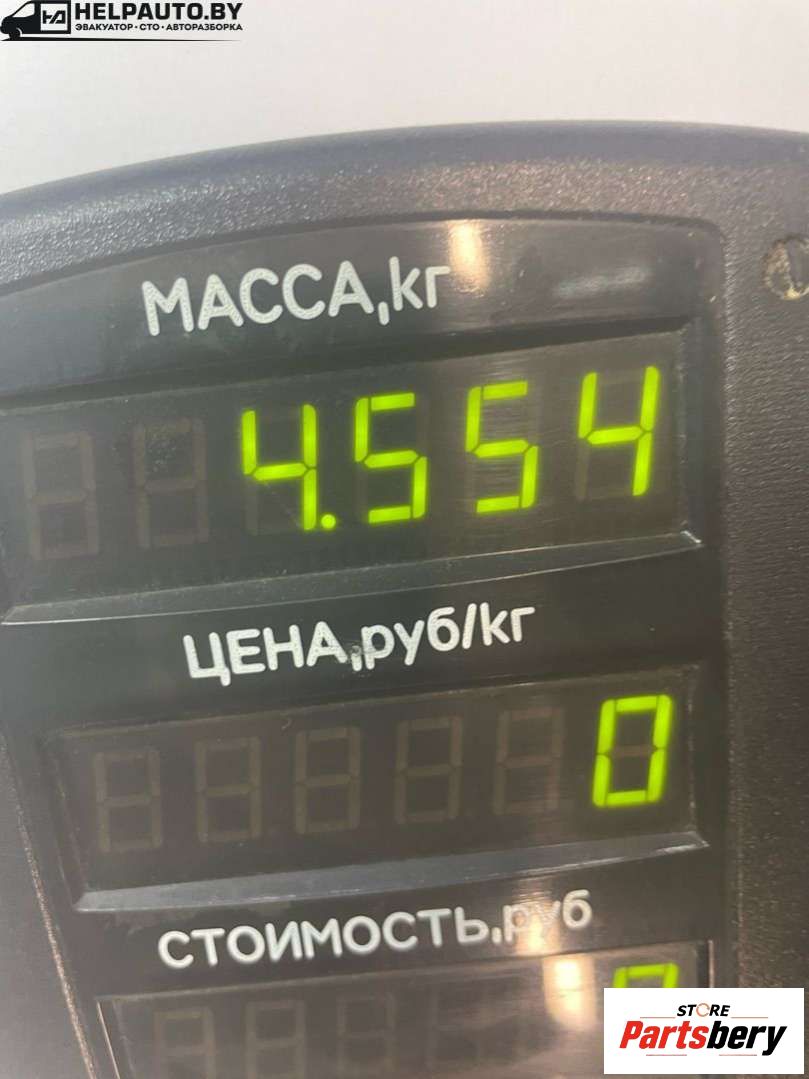 HELPAUTO.BY
ЭВАКУАТОР • СТО • АВТОРАЗБОРКА
МАССА,кг
4.554
ЦЕНА,руб/кг
0
СТОИМОСТЬ,руб
STORE
Partsbery